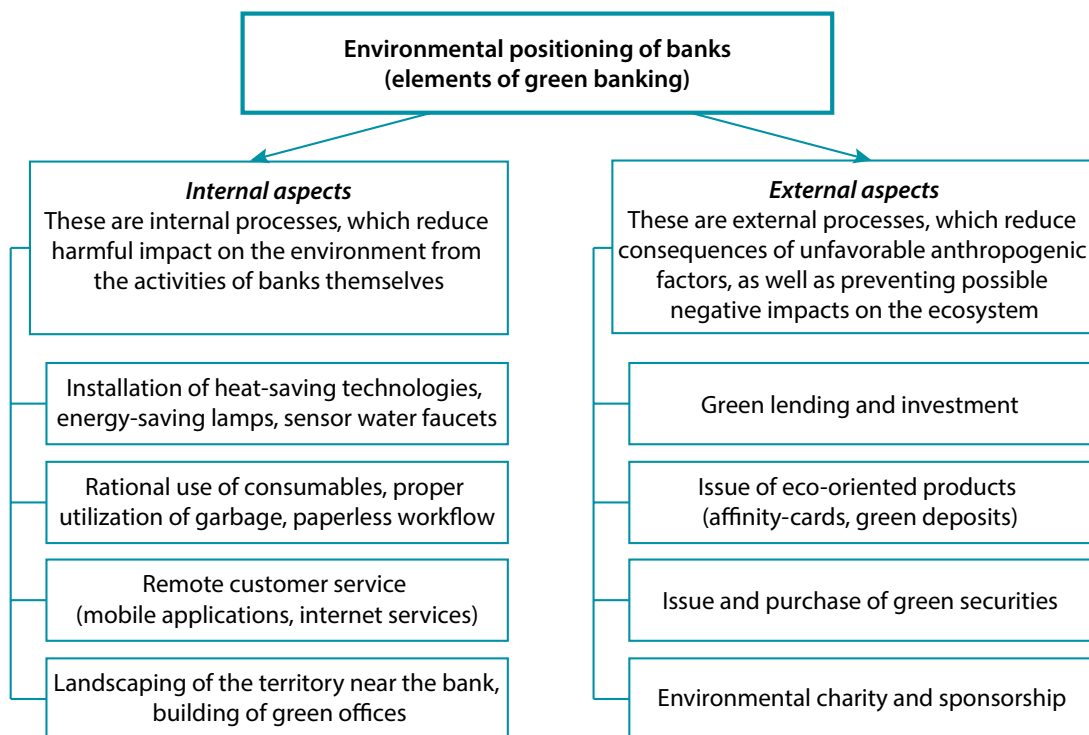 Environmental positioning of banks
(elements of green banking)
Internal aspects
These are internal processes, which reduce
harmful impact on the environment from
the activities of banks themselves
Installation of heat-saving technologies,
energy-saving lamps, sensor water faucets
Rational use of consumables, proper
utilization of garbage, paperless workflow
Remote customer service
(mobile applications, internet services)
Landscaping of the territory near the bank,
building of green offices
External aspects
These are external processes, which reduce
consequences of unfavorable anthropogenic
factors, as well as preventing possible
negative impacts on the ecosystem
Green lending and investment
Issue of eco-oriented products
(affinity-cards, green deposits)
Issue and purchase of green securities
Environmental charity and sponsorship